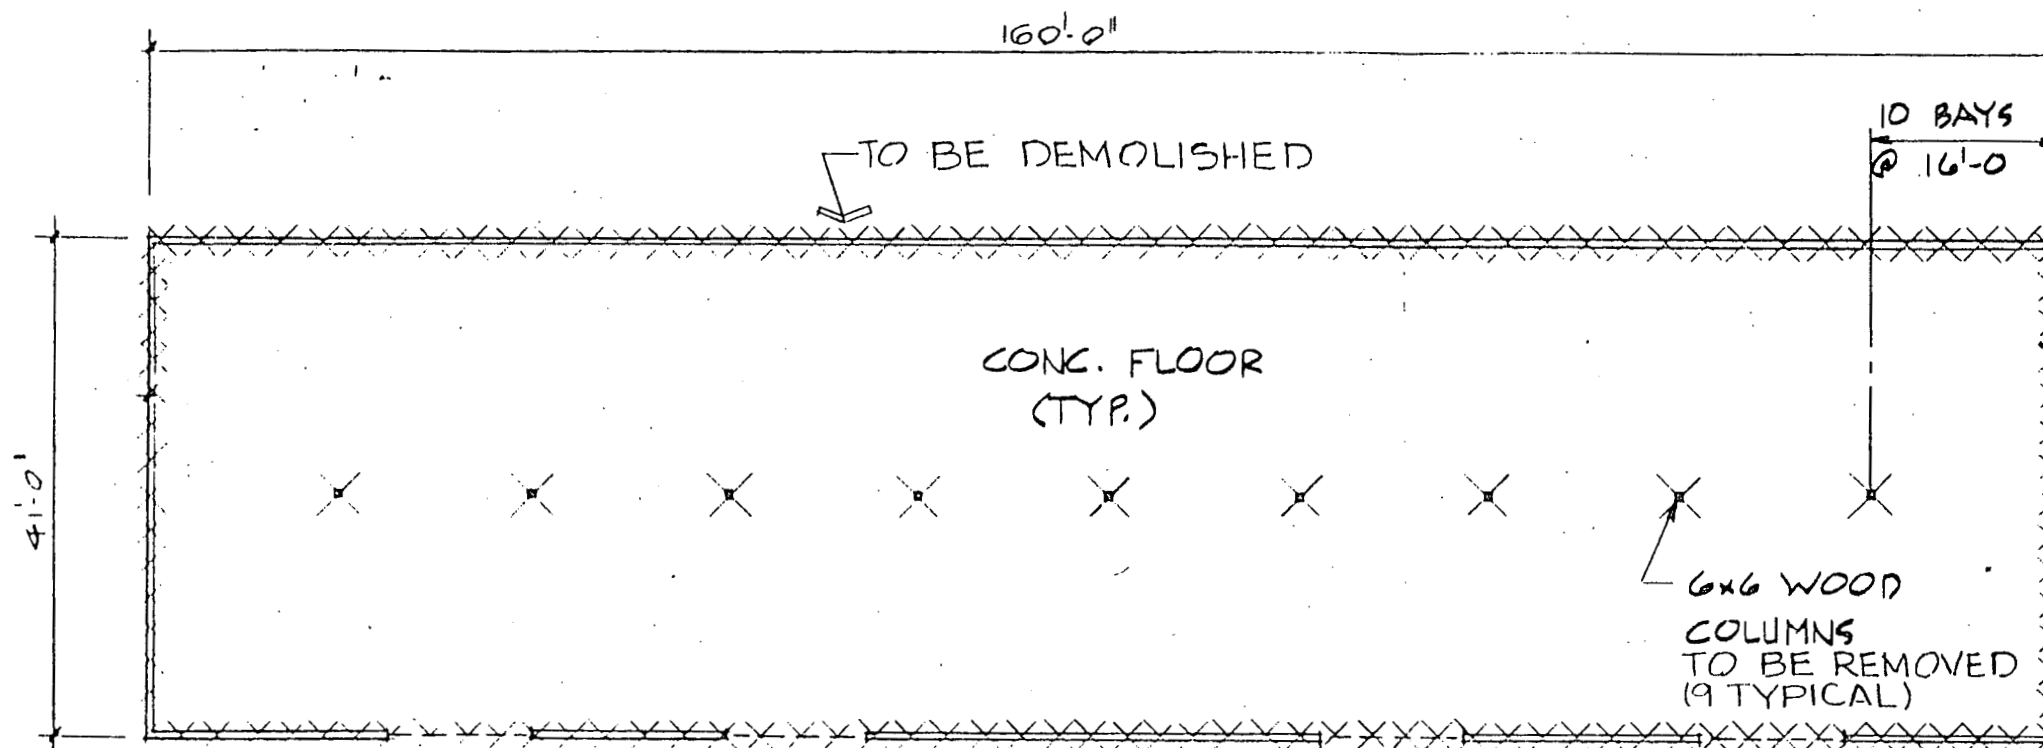 160'-0"
10 BAYS
@ 16'-0
TO BE DEMOLISHED
CONC. FLOOR
(TYP.)
41'-0'
6x6 WOOD
COLUMNS
TO BE REMOVED
(9 TYPICAL)